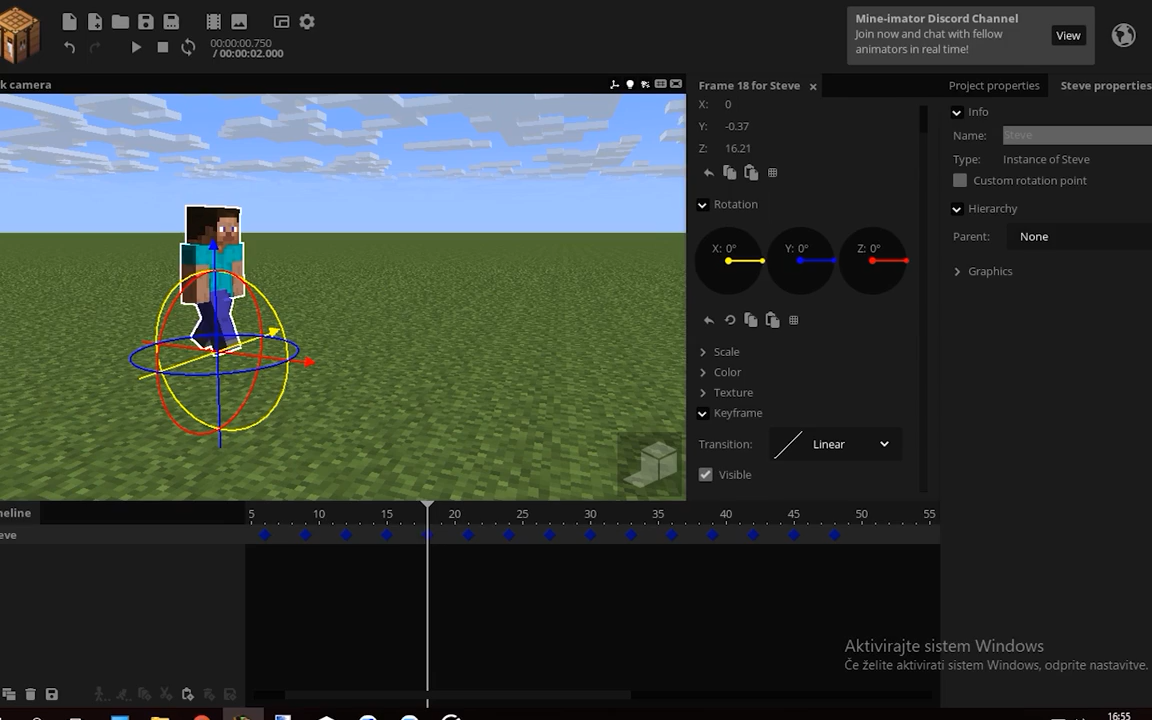 Mine-imator Discord Channel
Join now and chat with fellow
animators in real time!
View
00:00:00.750
/ 00:00:02.000
k camera
Frame 18 for Steve
Project properties
Steve properties
X: 0
Y: -0.37
Z: 16.21
Rotation
X: 0°
Y: 0°
Z: 0°
Scale
Color
Texture
Keyframe
Transition:
Linear
Visible
Info
Name:
Steve
Type:
Instance of Steve
Custom rotation point
Hierarchy
Parent:
None
Graphics
meline
5 10 15 20 25 30 35 40 45 50 55
eve
Aktivirajte sistem Windows
Če želite aktivirati sistem Windows, odprite nastavitve.
16:55